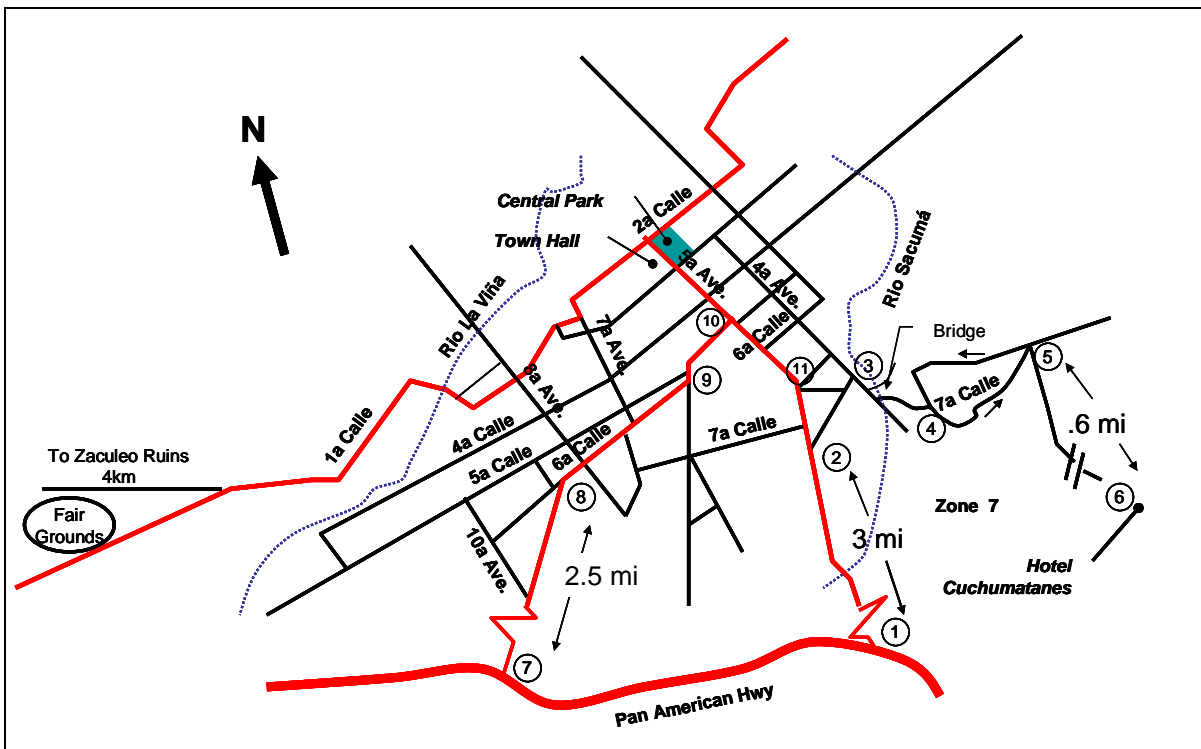 N
Central Park
Town Hall
2a Calle
5a Ave.
4a Ave.
Rio Sacumá
Rio La Viña
7a Ave.
10
6a Calle
Bridge
3
11
5
8a Ave.
9
7a Calle
4
.6 mi
1a Calle
4a Calle
7a Calle
2
To Zaculeo Ruins
4km
5a Calle
6a Calle
8
6
Fair
Grounds
Zone 7
10a Ave.
3 mi
2.5 mi
Hotel
Cuchumatanes
1
7
Pan American Hwy